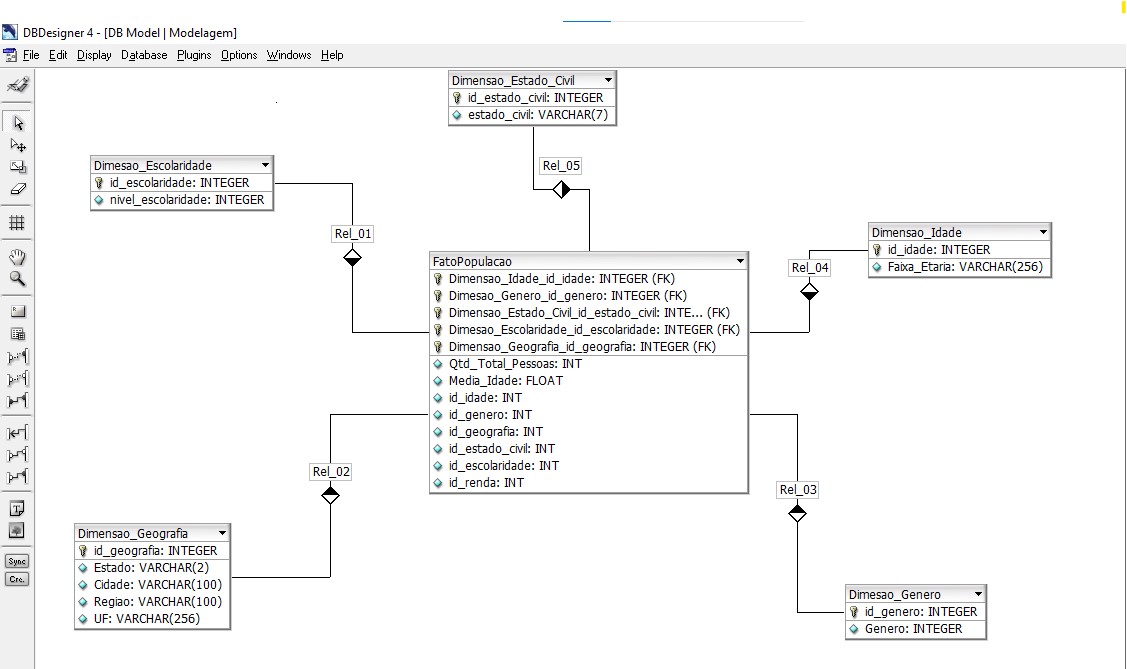 DBDesigner 4 - [DB Model | Modelagem]
File Edit Display Database Plugins Options Windows Help
Dimensao_Estado_Civil
id_estado_civil: INTEGER
estado_civil: VARCHAR(7)
Rel_05
Dimesao_Escolaridade
id_escolaridade: INTEGER
nivel_escolaridade: INTEGER
Rel_01
Dimensao_Idade
id_idade: INTEGER
Faixa_Etaria: VARCHAR(256)
Rel_04
FatoPopulacao
Dimensao_Idade_id_idade: INTEGER (FK)
Dimesao_Genero_id_genero: INTEGER (FK)
Dimensao_Estado_Civil_id_estado_civil: INTE... (FK)
Dimesao_Escolaridade_id_escolaridade: INTEGER (FK)
Dimensao_Geografia_id_geografia: INTEGER (FK)
Qtd_Total_Pessoas: INT
Media_Idade: FLOAT
id_idade: INT
id_genero: INT
id_geografia: INT
id_estado_civil: INT
id_escolaridade: INT
id_renda: INT
Rel_02
Rel_03
Dimensao_Geografia
id_geografia: INTEGER
Estado: VARCHAR(2)
Cidade: VARCHAR(100)
Regiao: VARCHAR(100)
UF: VARCHAR(256)
Dimesao_Genero
id_genero: INTEGER
Genero: INTEGER
Sync
Cre.